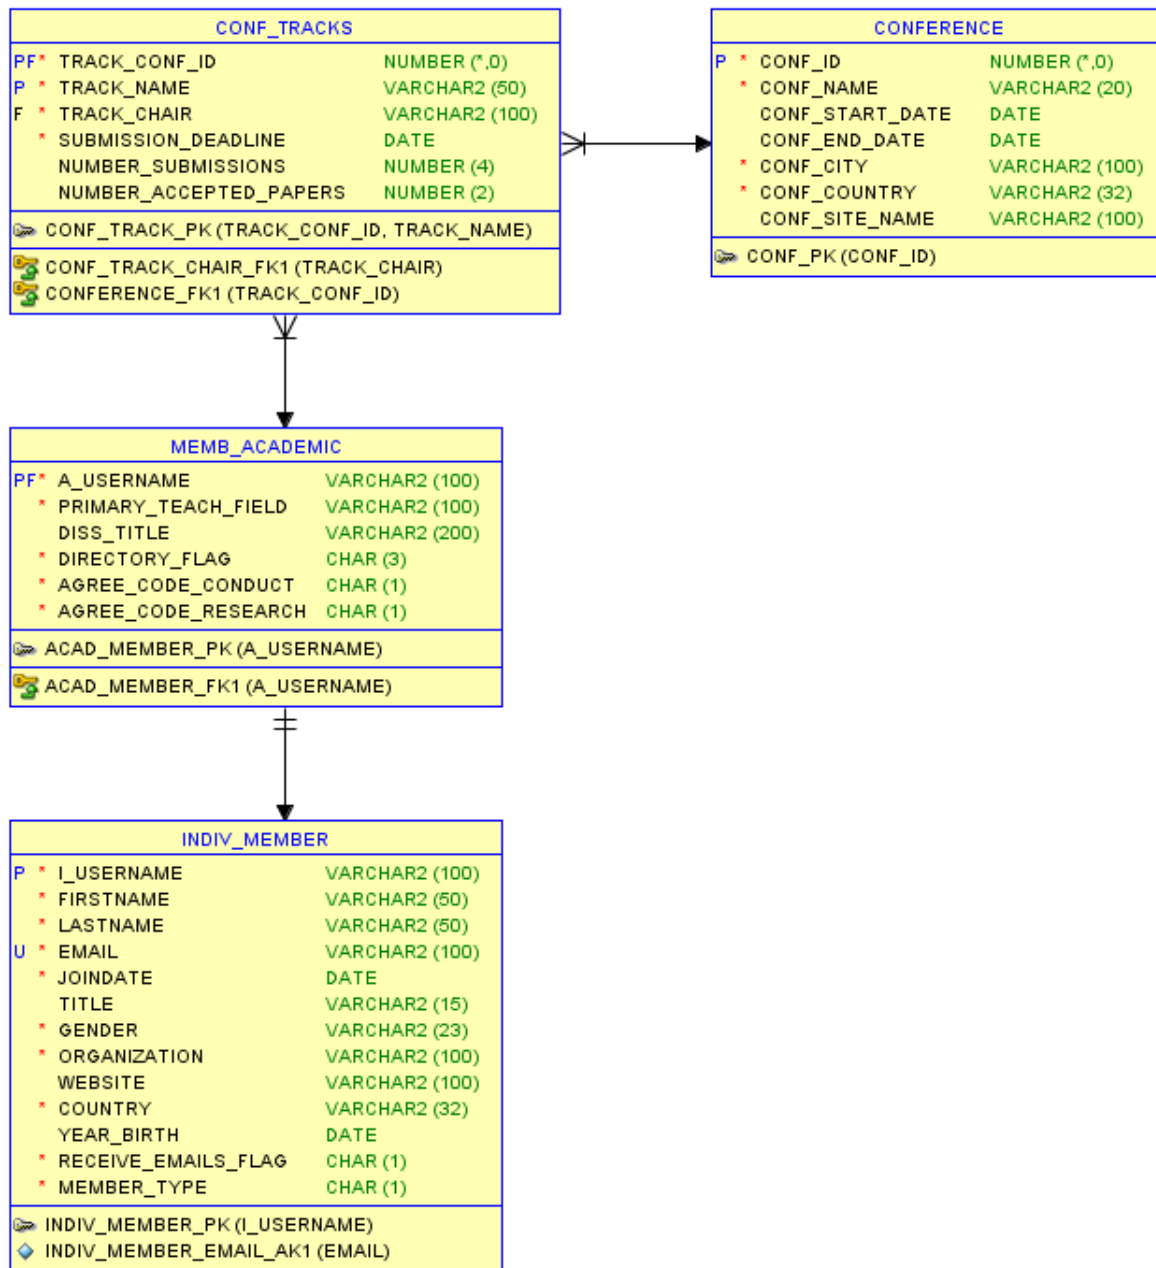 CONF_TRACKS
PF* TRACK_CONF_ID NUMBER (*,0)
P * TRACK_NAME VARCHAR2 (50)
F * TRACK_CHAIR VARCHAR2 (100)
* SUBMISSION_DEADLINE DATE
NUMBER_SUBMISSIONS NUMBER (4)
NUMBER_ACCEPTED_PAPERS NUMBER (2)
CONF_TRACK_PK (TRACK_CONF_ID, TRACK_NAME)
CONF_TRACK_CHAIR_FK1 (TRACK_CHAIR)
CONFERENCE_FK1 (TRACK_CONF_ID)
CONFERENCE
P * CONF_ID NUMBER (*,0)
* CONF_NAME VARCHAR2 (20)
CONF_START_DATE DATE
CONF_END_DATE DATE
* CONF_CITY VARCHAR2 (100)
* CONF_COUNTRY VARCHAR2 (32)
CONF_SITE_NAME VARCHAR2 (100)
CONF_PK (CONF_ID)
MEMB_ACADEMIC
PF* A_USERNAME VARCHAR2 (100)
* PRIMARY_TEACH_FIELD VARCHAR2 (100)
DISS_TITLE VARCHAR2 (200)
* DIRECTORY_FLAG CHAR (3)
* AGREE_CODE_CONDUCT CHAR (1)
* AGREE_CODE_RESEARCH CHAR (1)
ACAD_MEMBER_PK (A_USERNAME)
ACAD_MEMBER_FK1 (A_USERNAME)
INDIV_MEMBER
P * I_USERNAME VARCHAR2 (100)
* FIRSTNAME VARCHAR2 (50)
* LASTNAME VARCHAR2 (50)
U * EMAIL VARCHAR2 (100)
* JOINDATE DATE
TITLE VARCHAR2 (15)
* GENDER VARCHAR2 (23)
* ORGANIZATION VARCHAR2 (100)
WEBSITE VARCHAR2 (100)
* COUNTRY VARCHAR2 (32)
YEAR_BIRTH DATE
* RECEIVE_EMAILS_FLAG CHAR (1)
* MEMBER_TYPE CHAR (1)
INDIV_MEMBER_PK (I_USERNAME)
INDIV_MEMBER_EMAIL_AK1 (EMAIL)